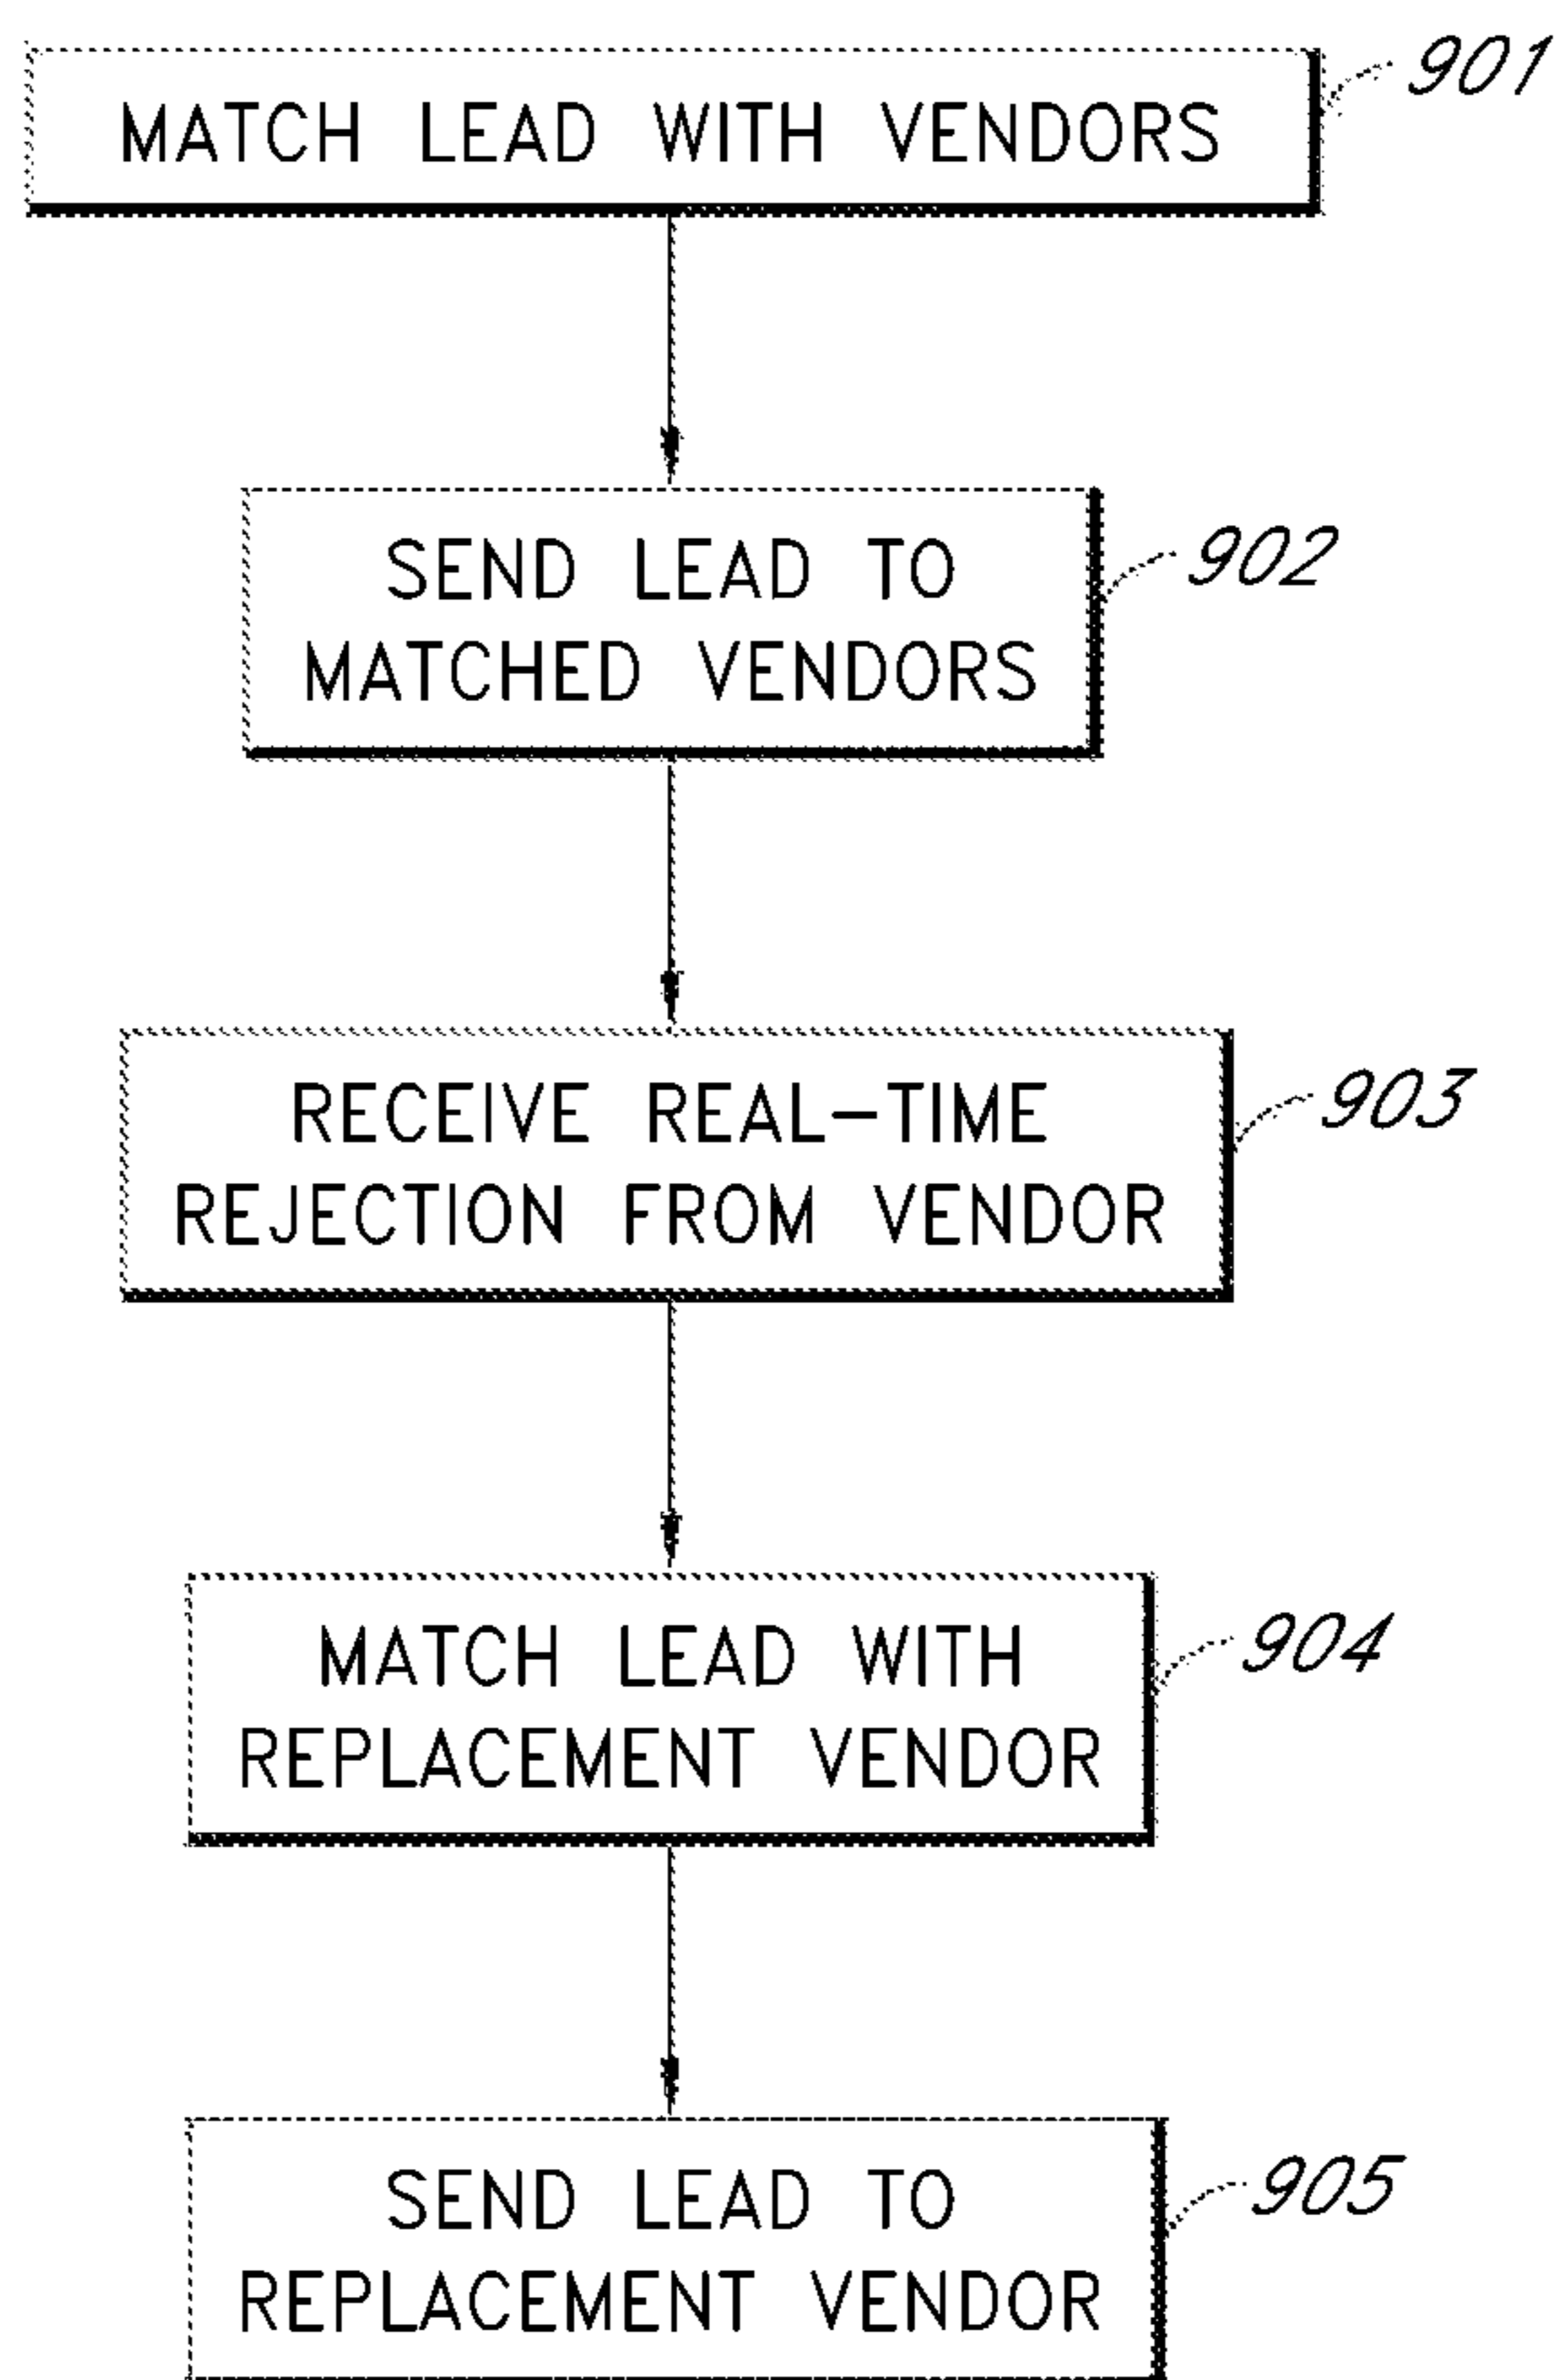 MATCH LEAD WITH VENDORS
901
SEND LEAD TO
MATCHED VENDORS
902
RECEIVE REAL-TIME
REJECTION FROM VENDOR
903
MATCH LEAD WITH
REPLACEMENT VENDOR
904
SEND LEAD TO
REPLACEMENT VENDOR
905